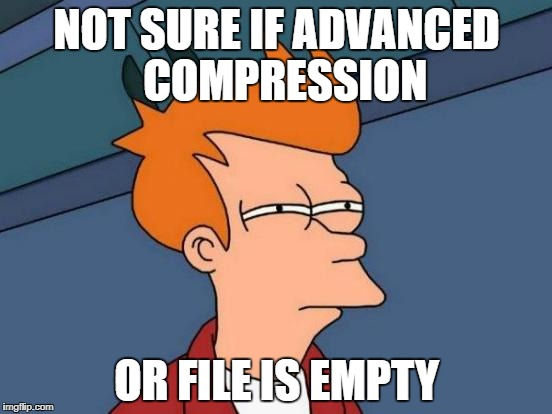 NOT SURE IF ADVANCED
COMPRESSION
OR FILE IS EMPTY
imgflip.com